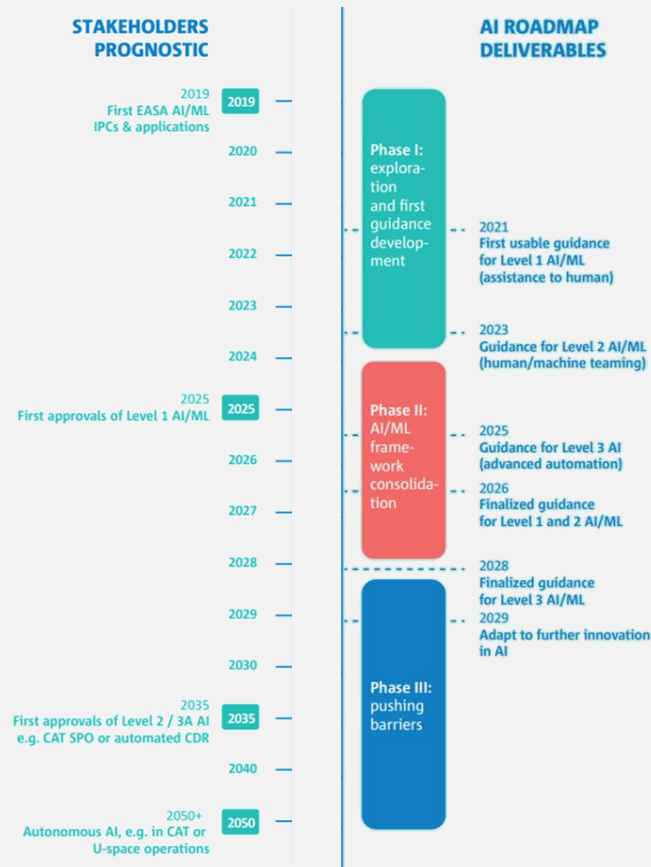 STAKEHOLDERS
PROGNOSTIC
AI ROADMAP
DELIVERABLES
2019
First EASA AI/ML
IPCs & applications
2019
2020
2021
2022
2023
2024
2025
First approvals of Level 1 AI/ML
2025
2026
2027
2028
2029
2030
2035
First approvals of Level 2 / 3A AI
e.g. CAT SPO or automated CDR
2035
2040
2050+
Autonomous AI, e.g. in CAT or
U-space operations
2050
Phase I:
explora-
tion
and first
guidance
develop-
ment
Phase II:
AI/ML
frame-
work
consolida-
tion
Phase III:
pushing
barriers
2021
First usable guidance
for Level 1 AI/ML
(assistance to human)
2023
Guidance for Level 2 AI/ML
(human/machine teaming)
2025
Guidance for Level 3 AI
(advanced automation)
2026
Finalized guidance
for Level 1 and 2 AI/ML
2028
Finalized guidance
for Level 3 AI/ML
2029
Adapt to further innovation
in AI